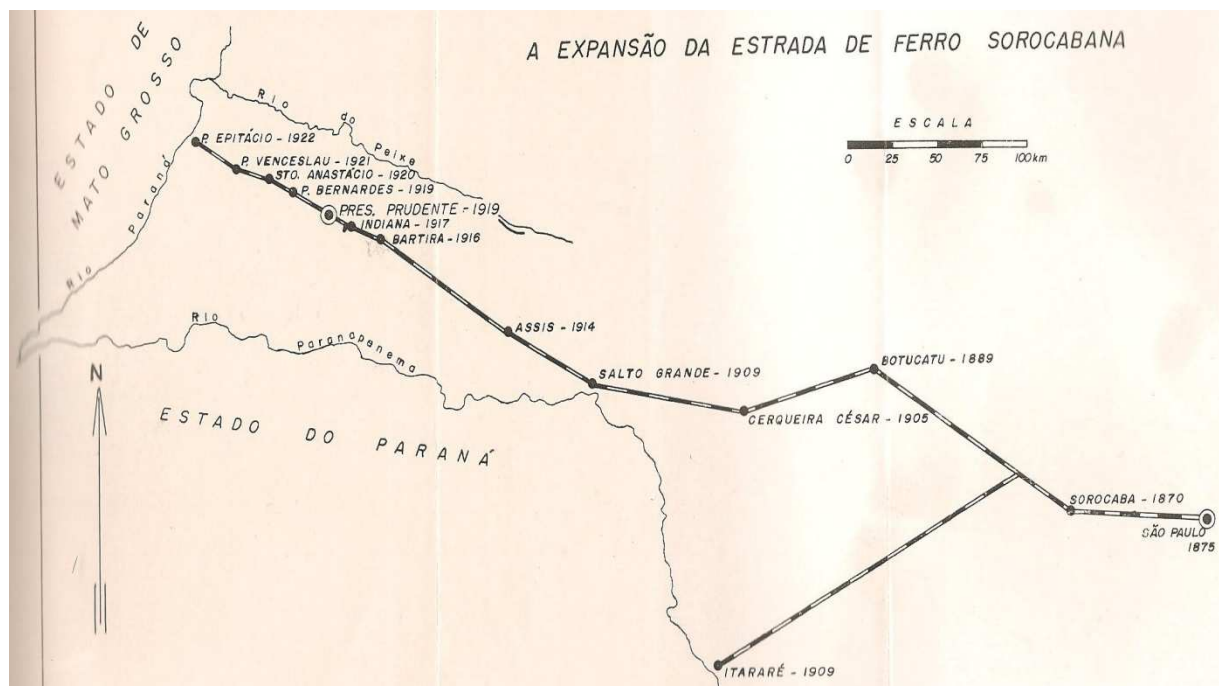 A EXPANSÃO DA ESTRADA DE FERRO SOROCABANA
ESTADO DE
MATO GROSSO
ESCALA
0 25 50 75 100km
Rio do Peixe
P. EPITÁCIO - 1922
P. VENCESLAU - 1921
STO. ANASTÁCIO - 1920
P. BERNARDES - 1919
PRES. PRUDENTE - 1919
INDIANA - 1917
BARTIRA - 1916
Rio Paraná
Rio Paranapanema
ASSIS - 1914
SALTO GRANDE - 1909
BOTUCATU - 1889
CERQUEIRA CÉSAR - 1905
N
ESTADO DO PARANÁ
SOROCABA - 1870
SÃO PAULO
1875
ITARARÉ - 1909